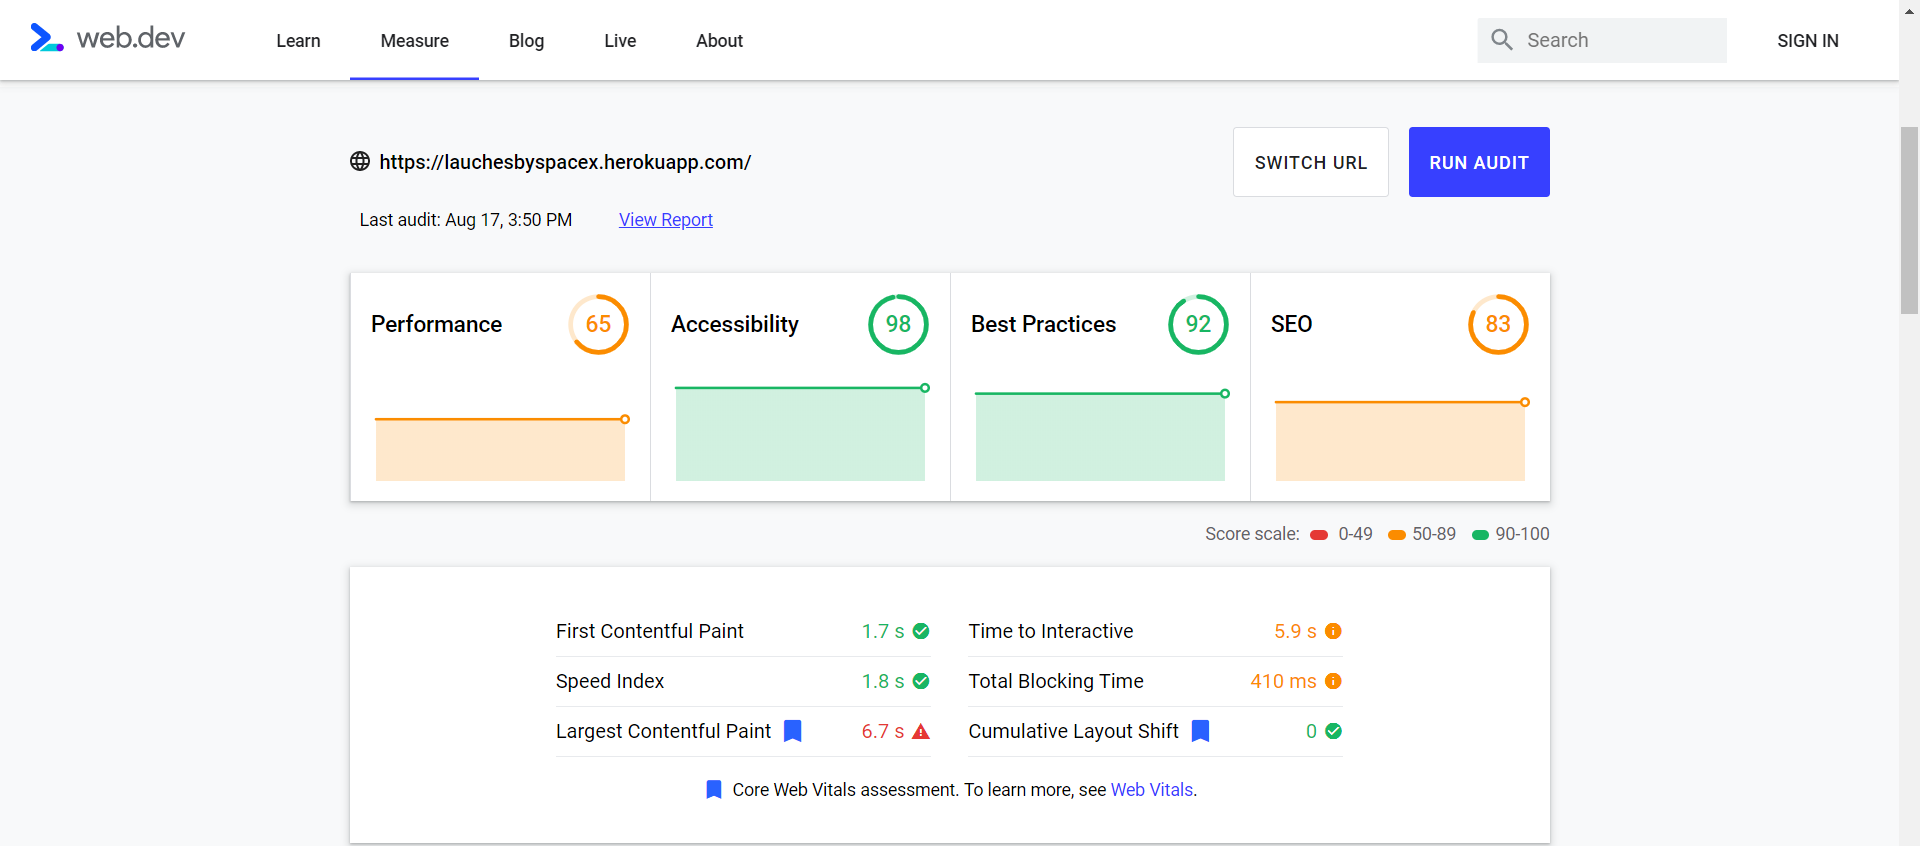 web.dev
Learn Measure Blog Live About Search SIGN IN
https://lauchesbyspacex.herokuapp.com/ SWITCH URL RUN AUDIT
Last audit: Aug 17, 3:50 PM View Report
Performance 65 Accessibility 98 Best Practices 92 SEO 83
Score scale: 0-49 50-89 90-100
First Contentful Paint 1.7 s Time to Interactive 5.9 s
Speed Index 1.8 s Total Blocking Time 410 ms
Largest Contentful Paint 6.7 s Cumulative Layout Shift 0
Core Web Vitals assessment. To learn more, see Web Vitals.